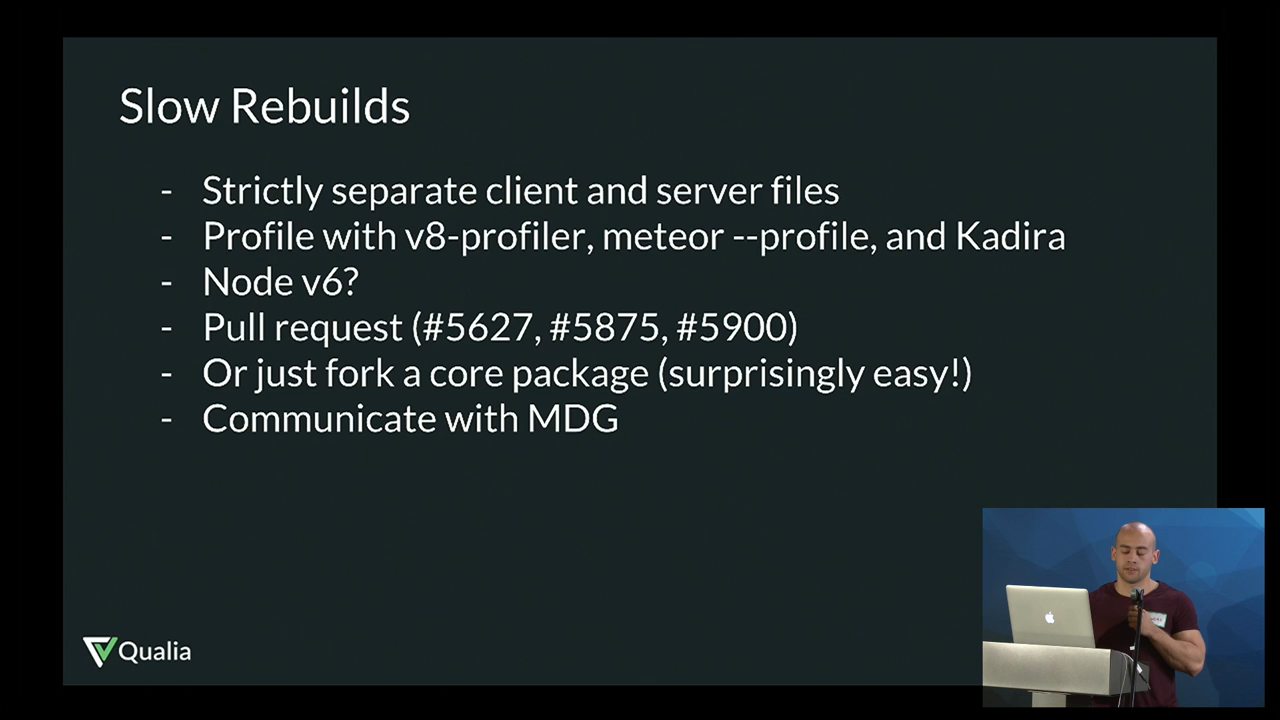 Slow Rebuilds
- Strictly separate client and server files
- Profile with v8-profiler, meteor --profile, and Kadira
- Node v6?
- Pull request (#5627, #5875, #5900)
- Or just fork a core package (surprisingly easy!)
- Communicate with MDG
Qualia